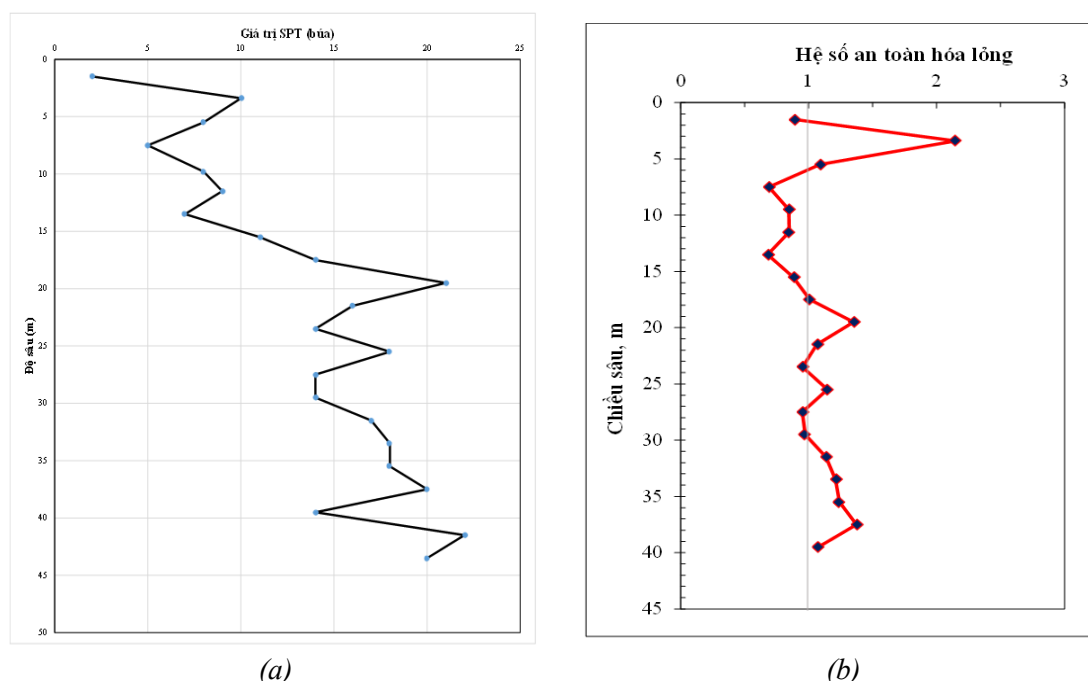 Giá trị SPT (búa)
0 5 10 15 20 25
0
5
10
15
20
25
30
35
40
45
50
Độ sâu (m)
(a)
Hệ số an toàn hóa lỏng
0 1 2 3
0
5
10
15
20
25
30
35
40
45
Chiều sâu, m
(b)